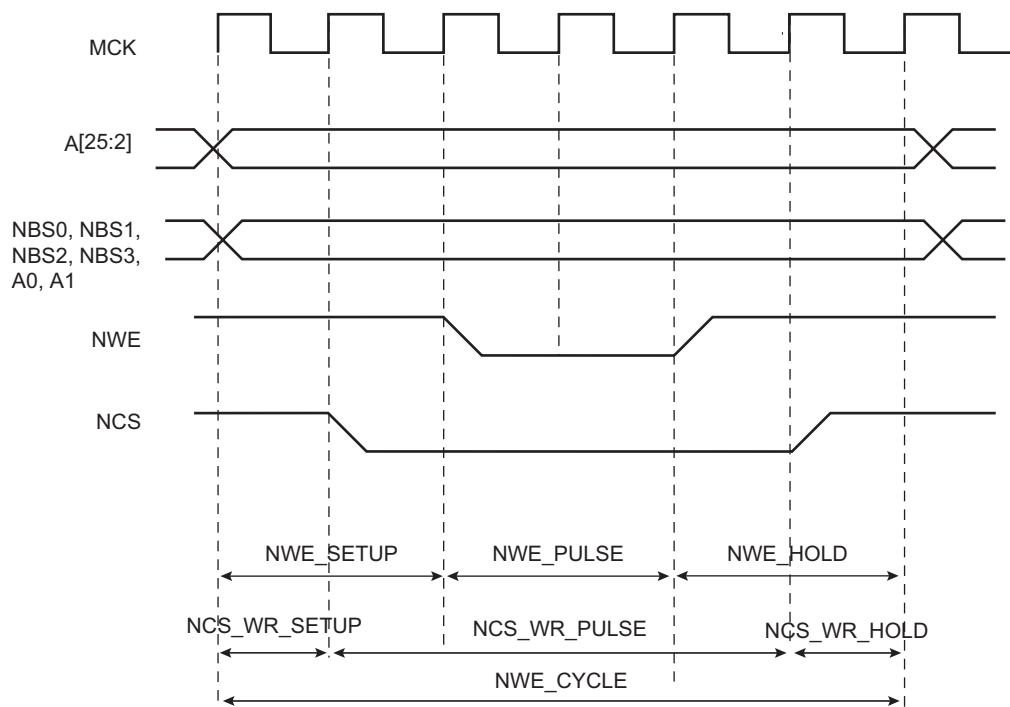 MCK
A[25:2]
NBS0, NBS1,
NBS2, NBS3,
A0, A1
NWE
NCS
NWE_SETUP NWE_PULSE NWE_HOLD
NCS_WR_SETUP NCS_WR_PULSE NCS_WR_HOLD
NWE_CYCLE